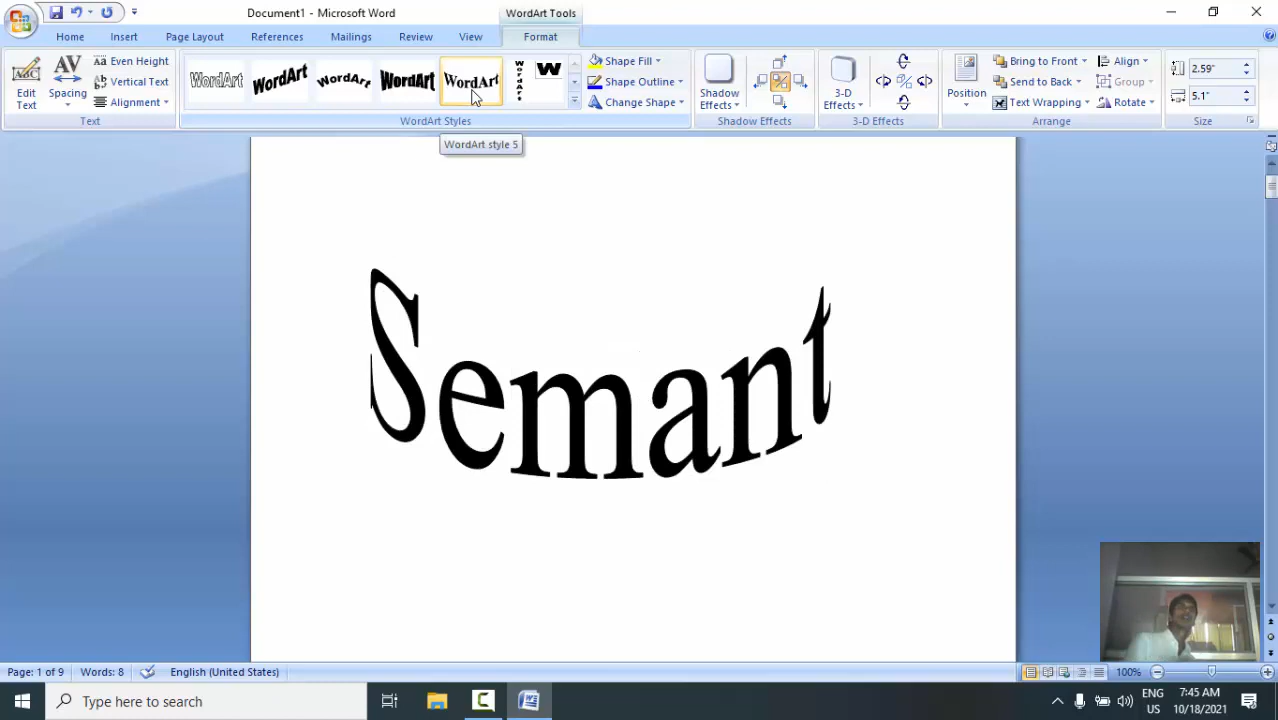 Document1 - Microsoft Word
WordArt Tools
Home Insert Page Layout References Mailings Review View Format
Edit Text
Spacing
Even Height
Vertical Text
Alignment
Text
WordArt WordArt WordArt WordArt WordArt WordArt W
WordArt Styles
Shape Fill
Shape Outline
Change Shape
Shadow Effects
Shadow Effects
3-D Effects
3-D Effects
Position
Bring to Front
Send to Back
Text Wrapping
Align
Group
Rotate
Arrange
2.59"
5.1"
Size
WordArt style 5
Semant
Page: 1 of 9 Words: 8 English (United States) 100%
Type here to search
ENG
US
7:45 AM
10/18/2021